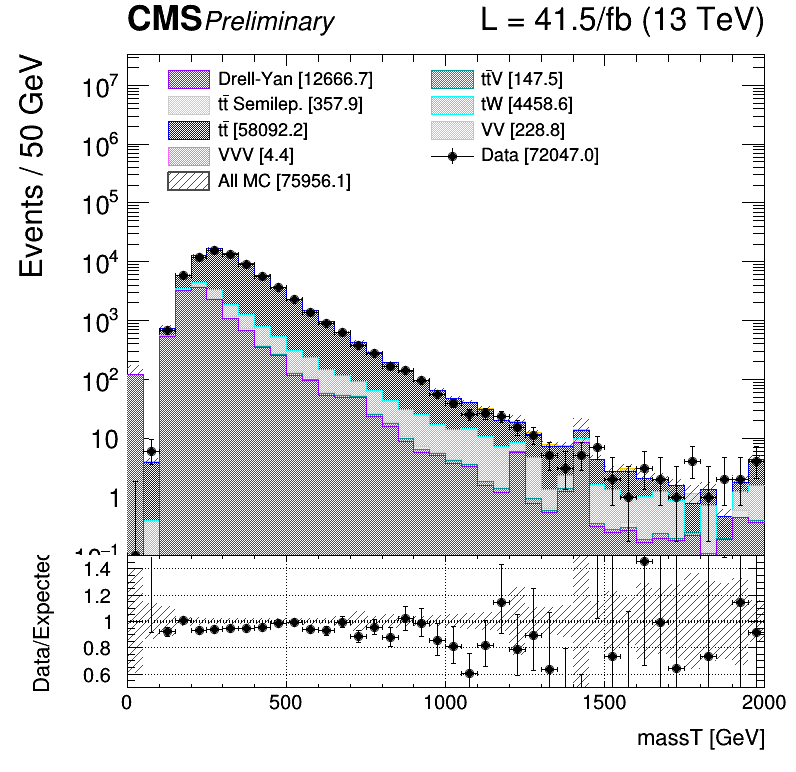 CMS Preliminary L = 41.5/fb (13 TeV)
Events / 50 GeV
10⁷
10⁶
10⁵
10⁴
10³
10²
10
1
10⁻¹
Drell-Yan [12666.7]
tt̄ Semilep. [357.9]
tt̄ [58092.2]
VVV [4.4]
All MC [75956.1]
tt̄V [147.5]
tW [4458.6]
VV [228.8]
Data [72047.0]
Data/Expected
1.4
1.2
1
0.8
0.6
0 500 1000 1500 2000
massT [GeV]